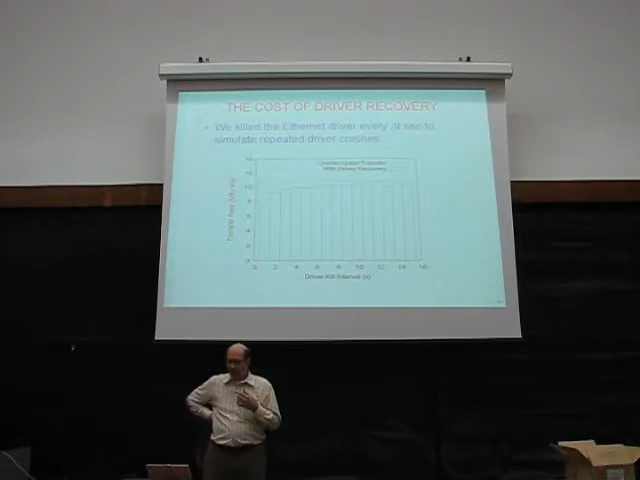 THE COST OF DRIVER RECOVERY
We killed the Ethernet driver every N sec to
simulate repeated driver crashes
Uninterrupted Transfer
With Driver Recovery
14
12
10
8
6
4
2
0
0 2 4 6 8 10 12 14 16
Driver Kill Interval (s)